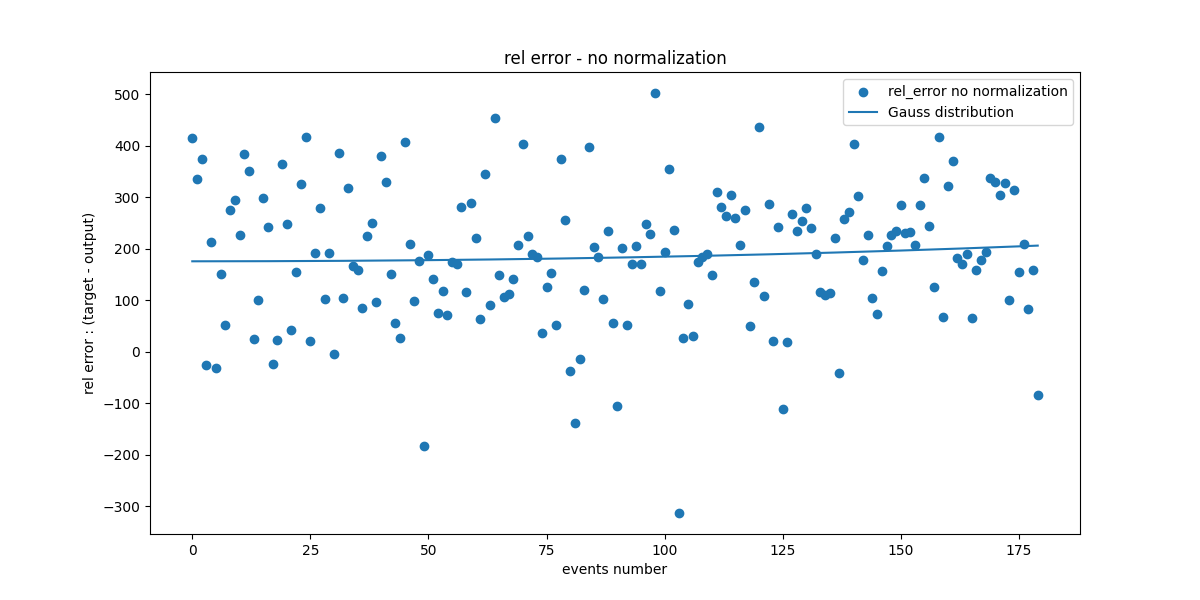 rel error - no normalization
rel_error no normalization
Gauss distribution
500
400
300
200
100
0
−100
−200
−300
rel error : (target - output)
0 25 50 75 100 125 150 175
events number